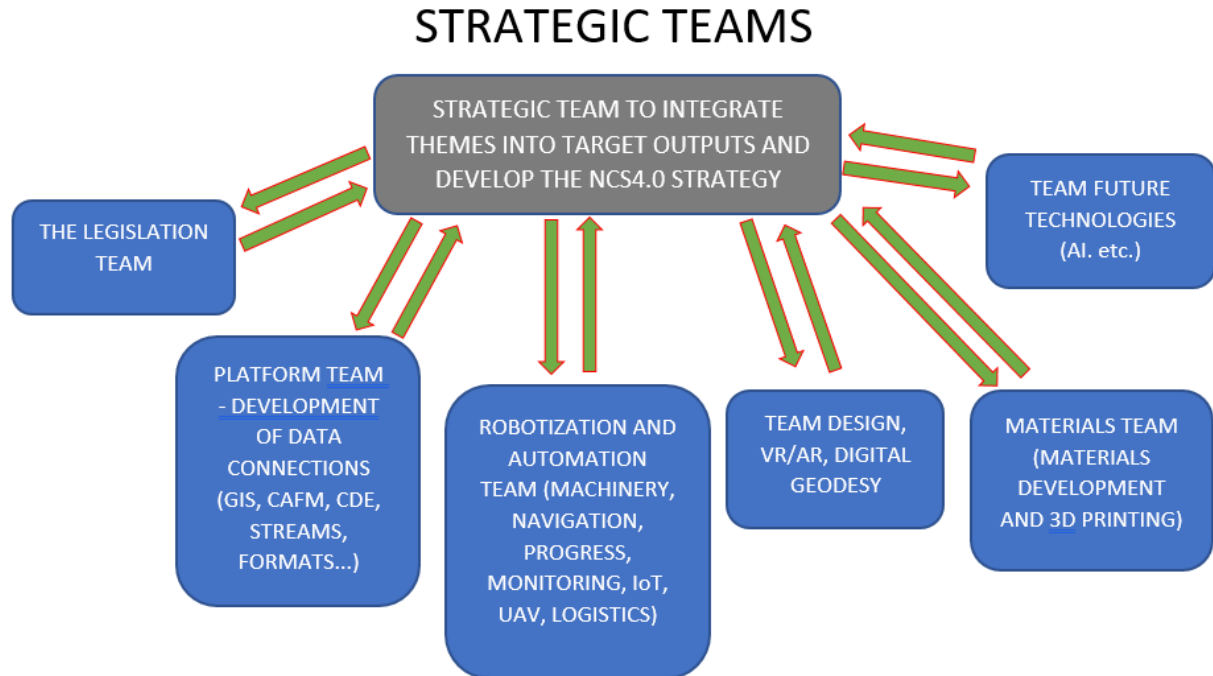 STRATEGIC TEAMS
STRATEGIC TEAM TO INTEGRATE
THEMES INTO TARGET OUTPUTS AND
DEVELOP THE NCS4.0 STRATEGY
THE LEGISLATION
TEAM
PLATFORM TEAM
- DEVELOPMENT
OF DATA
CONNECTIONS
(GIS, CAFM, CDE,
STREAMS,
FORMATS...)
ROBOTIZATION AND
AUTOMATION
TEAM (MACHINERY,
NAVIGATION,
PROGRESS,
MONITORING, IoT,
UAV, LOGISTICS)
TEAM DESIGN,
VR/AR, DIGITAL
GEODESY
MATERIALS TEAM
(MATERIALS
DEVELOPMENT
AND 3D PRINTING)
TEAM FUTURE
TECHNOLOGIES
(AI. etc.)